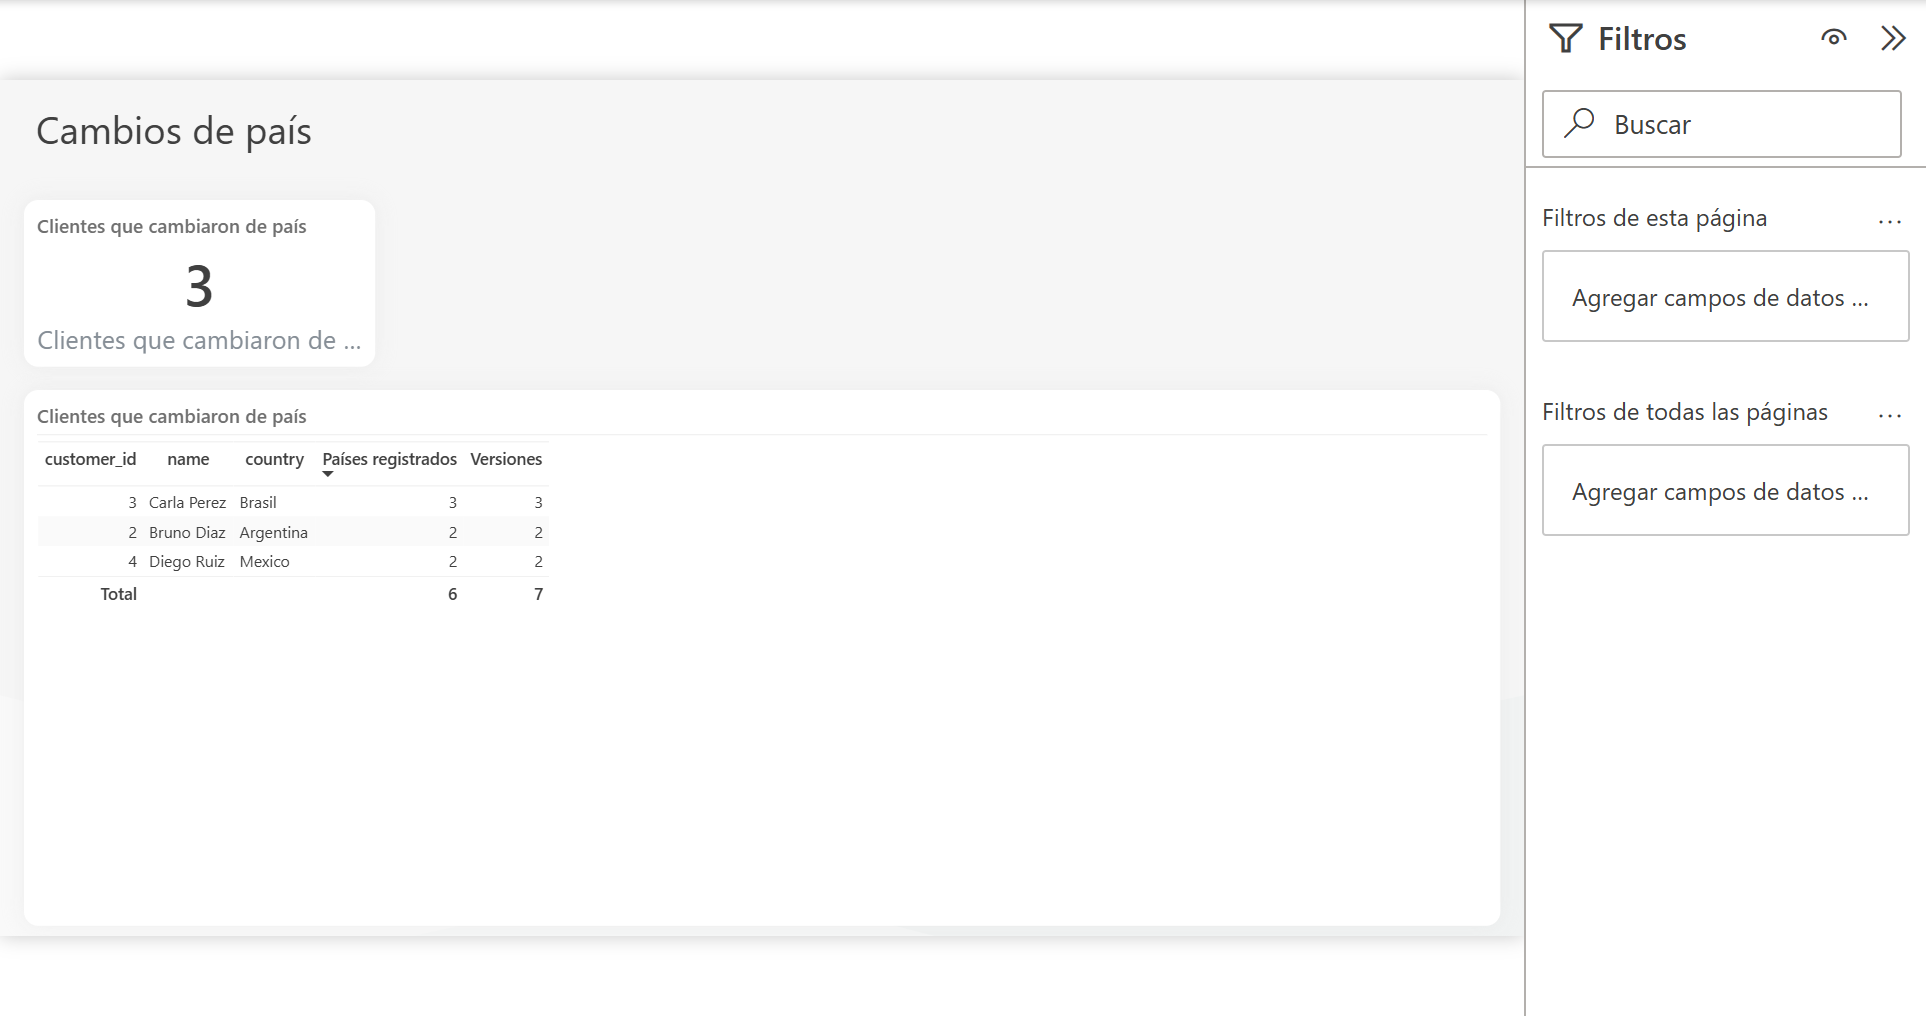 Cambios de país
Clientes que cambiaron de país
3
Clientes que cambiaron de ...
Clientes que cambiaron de país
customer_id name country Países registrados Versiones
3 Carla Perez Brasil 3 3
2 Bruno Diaz Argentina 2 2
4 Diego Ruiz Mexico 2 2
Total 6 7
Filtros
Buscar
Filtros de esta página ...
Agregar campos de datos ...
Filtros de todas las páginas ...
Agregar campos de datos ...